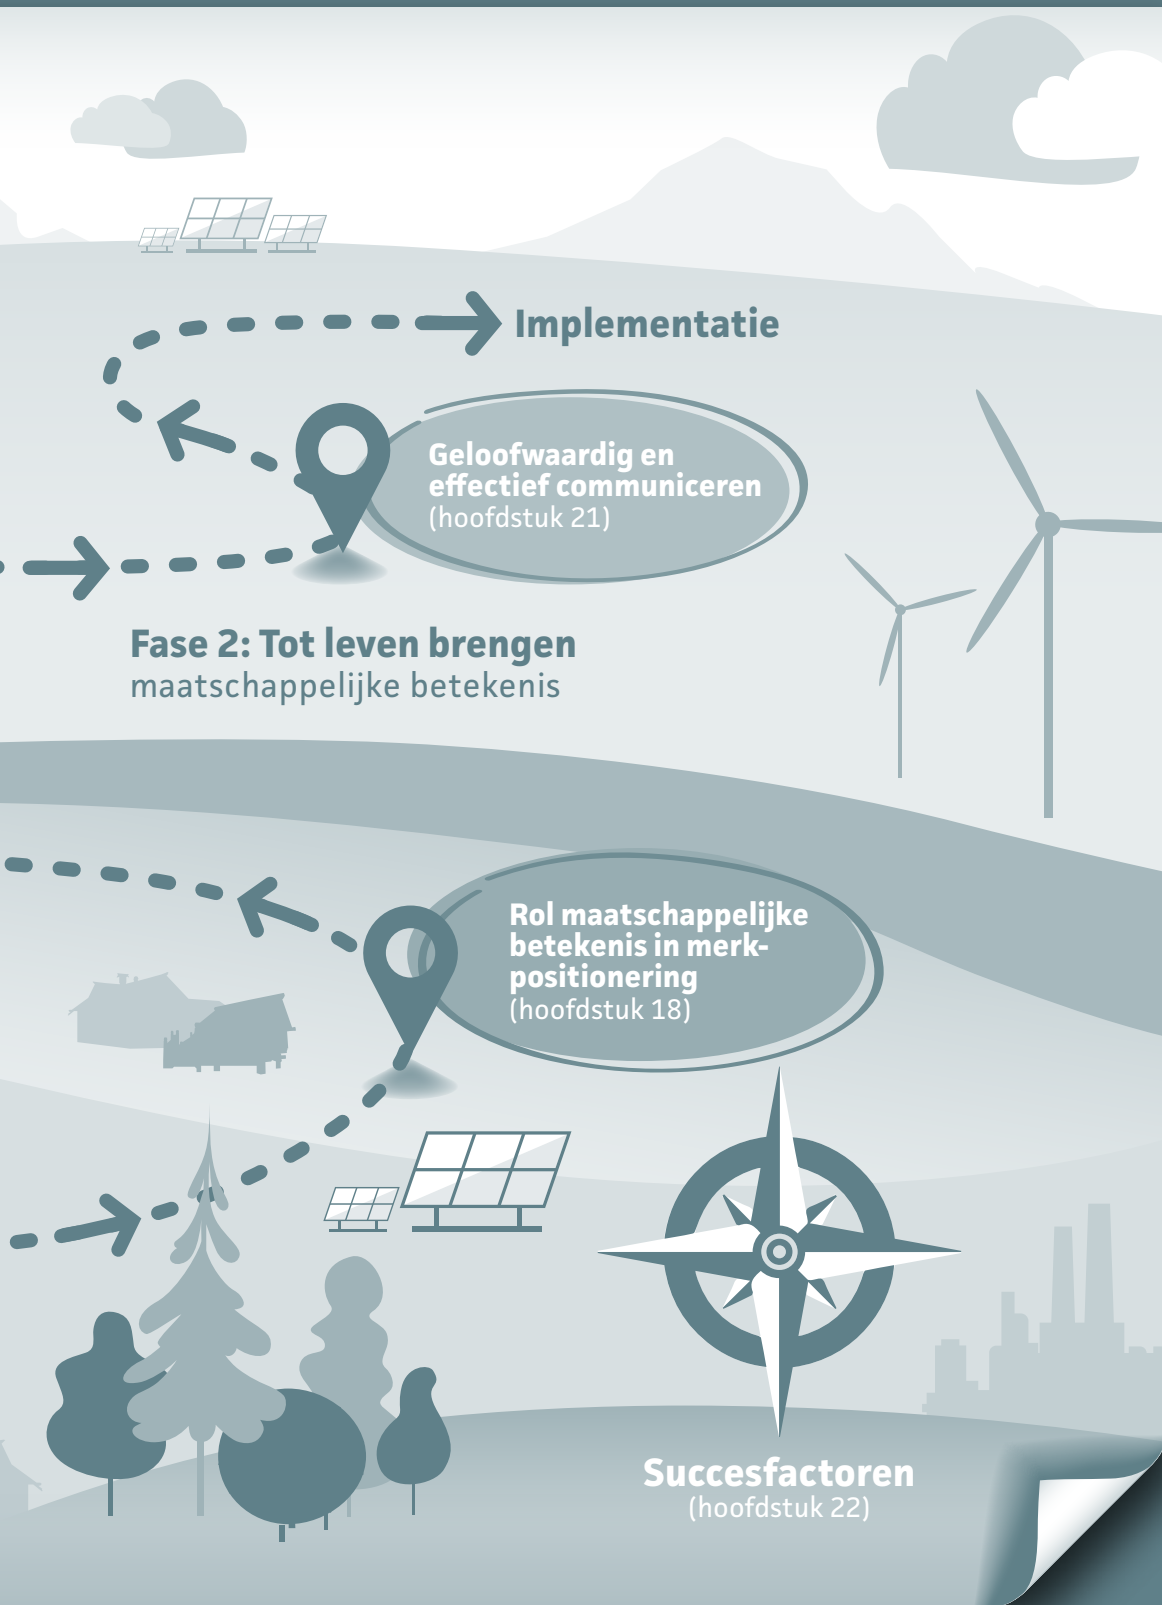 Implementatie
Geloofwaardig en
effectief communiceren
(hoofdstuk 21)
Fase 2: Tot leven brengen
maatschappelijke betekenis
Rol maatschappelijke
betekenis in merk-
positionering
(hoofdstuk 18)
Succesfactoren
(hoofdstuk 22)